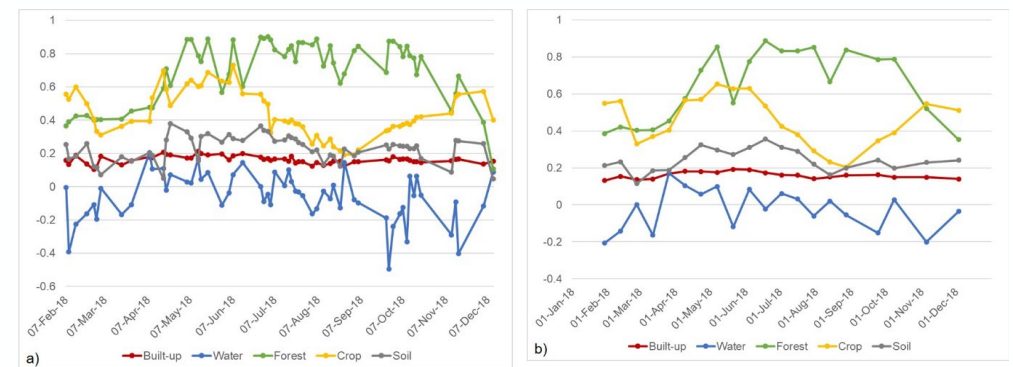 1
0.8
0.6
0.4
0.2
0
-0.2
-0.4
-0.6
07-Feb-18
07-Mar-18
07-Apr-18
07-May-18
07-Jun-18
07-Jul-18
07-Aug-18
07-Sep-18
07-Oct-18
07-Nov-18
07-Dec-18
a)
Built-up Water Forest Crop Soil
1
0.8
0.6
0.4
0.2
0
-0.2
-0.4
01-Jan-18
01-Feb-18
01-Mar-18
01-Apr-18
01-May-18
01-Jun-18
01-Jul-18
01-Aug-18
01-Sep-18
01-Oct-18
01-Nov-18
01-Dec-18
b)
Built-up Water Forest Crop Soil